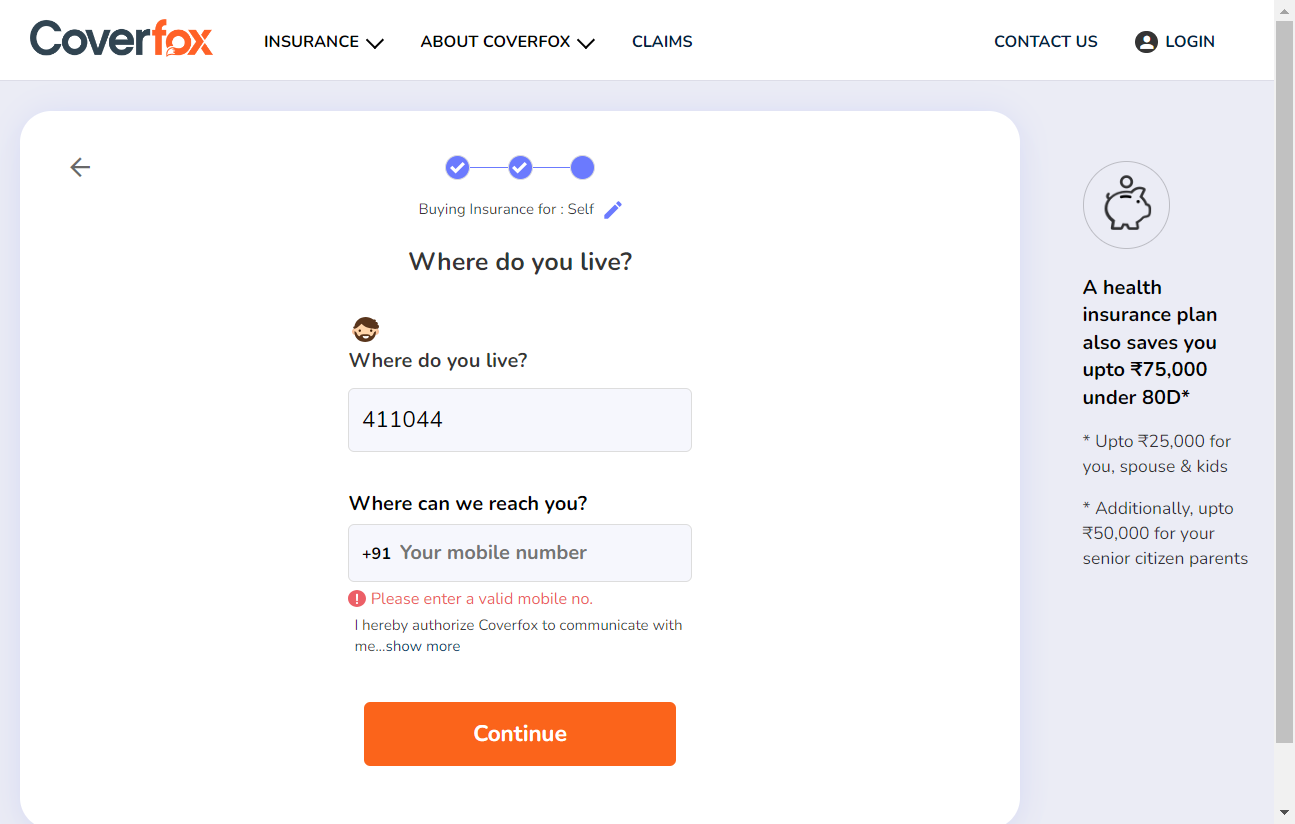 Coverfox
INSURANCE
ABOUT COVERFOX
CLAIMS
CONTACT US
LOGIN
Buying Insurance for : Self
Where do you live?
Where do you live?
411044
Where can we reach you?
+91 Your mobile number
Please enter a valid mobile no.
I hereby authorize Coverfox to communicate with
me...show more
Continue
A health
insurance plan
also saves you
upto ₹75,000
under 80D*
* Upto ₹25,000 for
you, spouse & kids
* Additionally, upto
₹50,000 for your
senior citizen parents